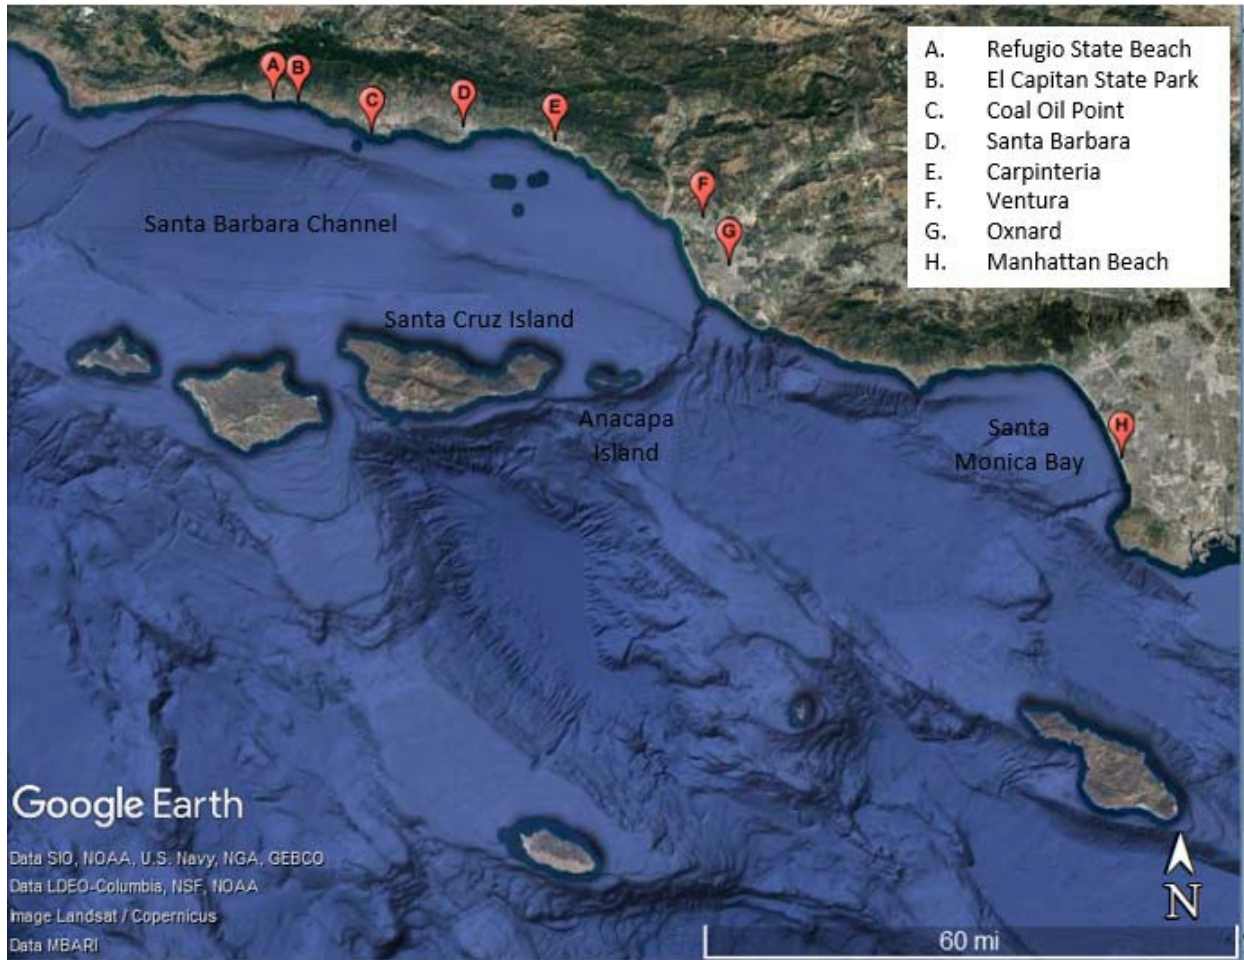 A. Refugio State Beach
B. El Capitan State Park
C. Coal Oil Point
D. Santa Barbara
E. Carpinteria
F. Ventura
G. Oxnard
H. Manhattan Beach
A
B
C
D
E
F
G
Santa Barbara Channel
Santa Cruz Island
Anacapa
Island
Santa
Monica Bay
H
Google Earth
Data SIO, NOAA, U.S. Navy, NGA, GEBCO
Data LDEO-Columbia, NSF, NOAA
Image Landsat / Copernicus
Data MBARI
N
60 mi